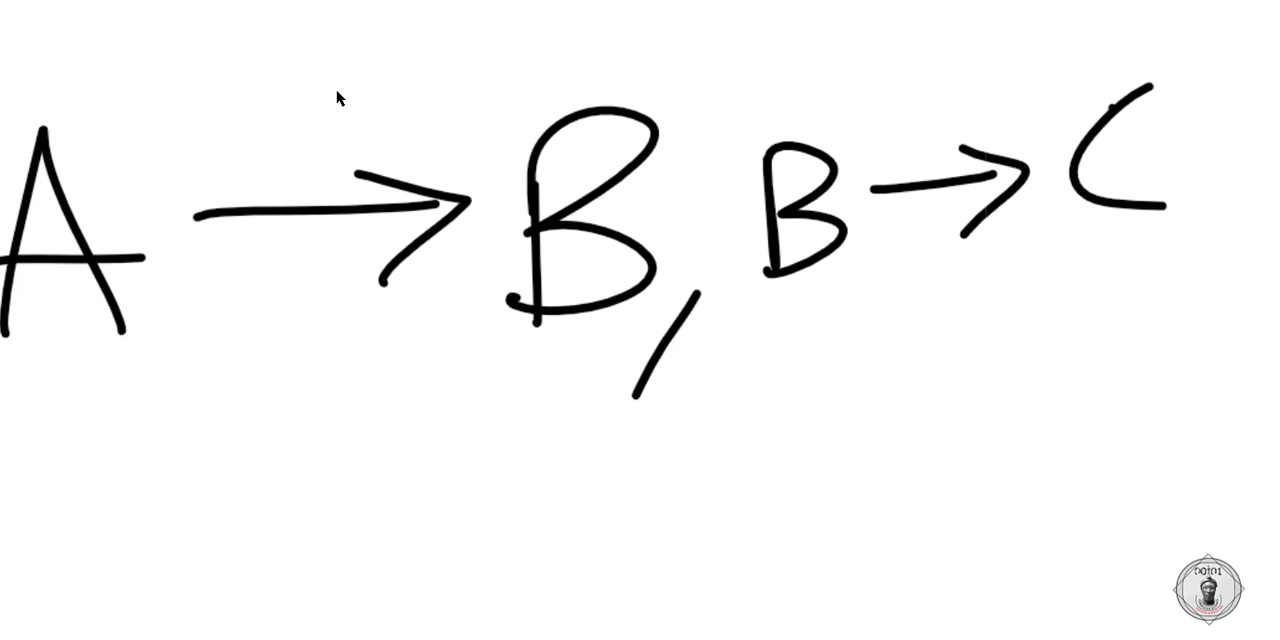 A → B, B → C